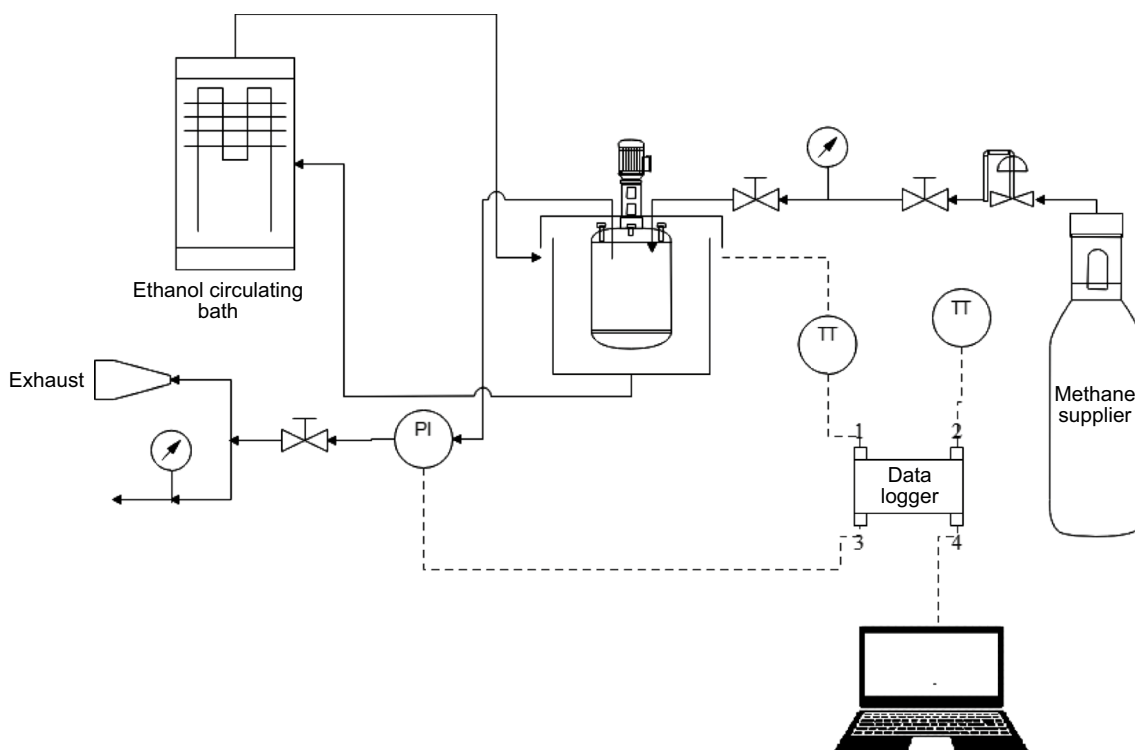 Ethanol circulating
bath
TT
TT
Exhaust
Methane
supplier
PI
1
2
Data
logger
3
4